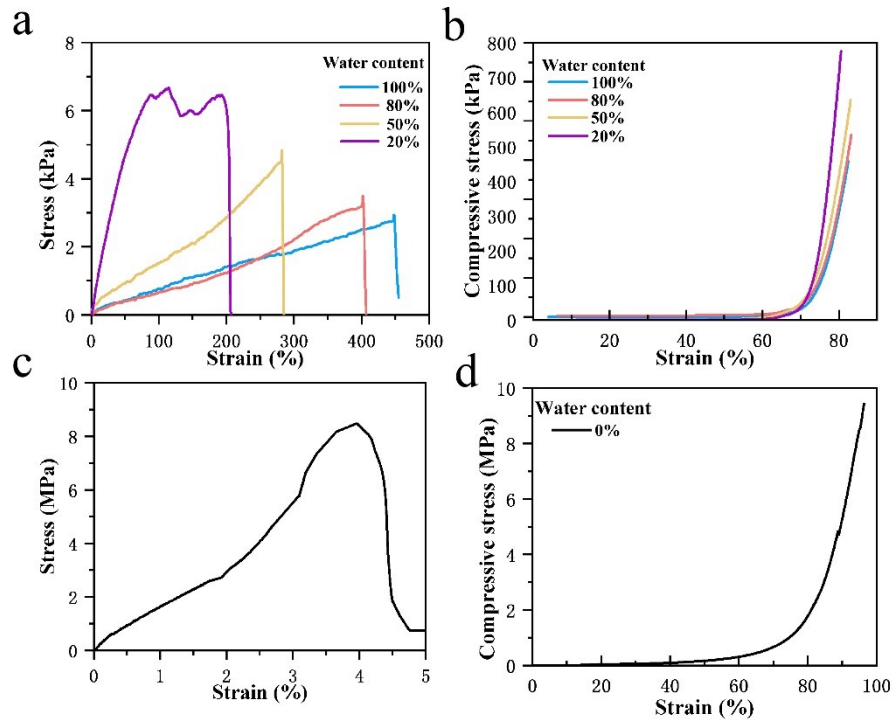 a
Stress (kPa)
8
6
4
2
0
Water content
100%
80%
50%
20%
0 100 200 300 400 500
Strain (%)
b
Compressive stress (kPa)
800
700
600
500
400
300
200
100
0
Water content
100%
80%
50%
20%
0 20 40 60 80
Strain (%)
c
Stress (MPa)
10
8
6
4
2
0
0 1 2 3 4 5
Strain (%)
d
Compressive stress (MPa)
10
8
6
4
2
0
Water content
0%
0 20 40 60 80 100
Strain (%)